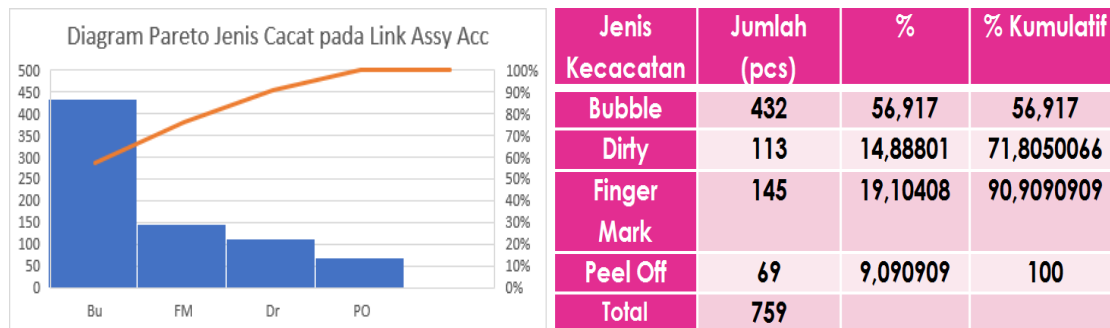 Diagram Pareto Jenis Cacat pada Link Assy Acc
500 100%
450 90%
400 80%
350 70%
300 60%
250 50%
200 40%
150 30%
100 20%
50 10%
0 0%
Bu FM Dr PO
Jenis Kecacatan Jumlah (pcs) % % Kumulatif
Bubble 432 56,917 56,917
Dirty 113 14,88801 71,8050066
Finger Mark 145 19,10408 90,9090909
Peel Off 69 9,090909 100
Total 759